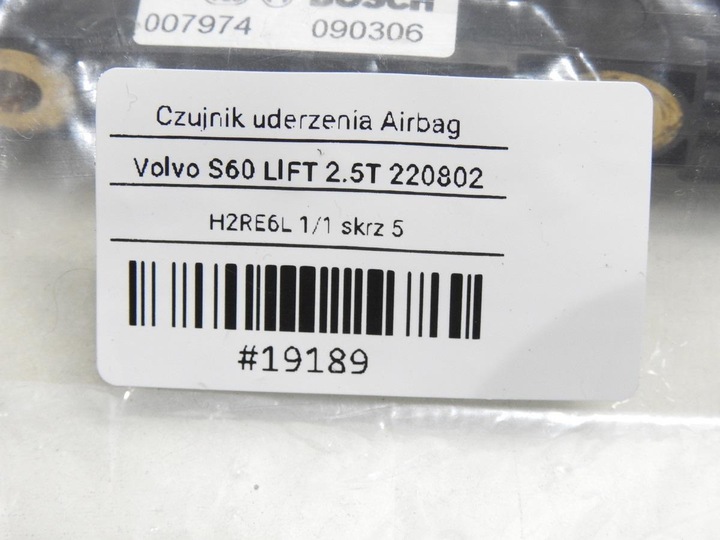 BOSCH
007974 090306
Czujnik uderzenia Airbag
Volvo S60 LIFT 2.5T 220802
H2RE6L 1/1 skrz 5
#19189